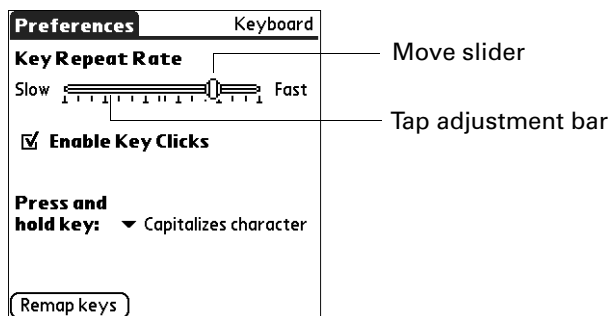 Preferences Keyboard
Key Repeat Rate
Move slider
Slow Fast
Tap adjustment bar
Enable Key Clicks
Press and
hold key: Capitalizes character
Remap keys